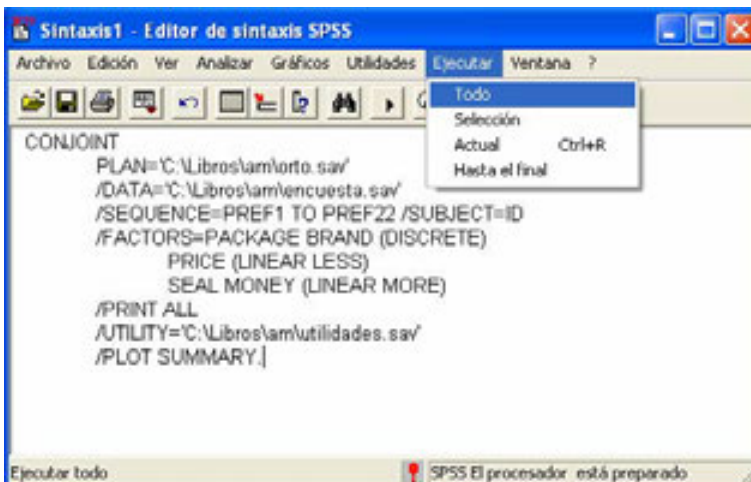 Sintaxis1 - Editor de sintaxis SPSS
Archivo Edición Ver Analizar Gráficos Utilidades Ejecutar Ventana ?
Todo
Selección
Actual Ctrl+R
Hasta el final
CONJOINT
PLAN='C:\Libros\am\orto.sav'
/DATA='C:\Libros\am\encuesta.sav'
/SEQUENCE=PREF1 TO PREF22 /SUBJECT=ID
/FACTORS=PACKAGE BRAND (DISCRETE)
PRICE (LINEAR LESS)
SEAL MONEY (LINEAR MORE)
/PRINT ALL
/UTILITY='C:\Libros\am\utilidades.sav'
/PLOT SUMMARY.
Ejecutar todo
SPSS El procesador está preparado